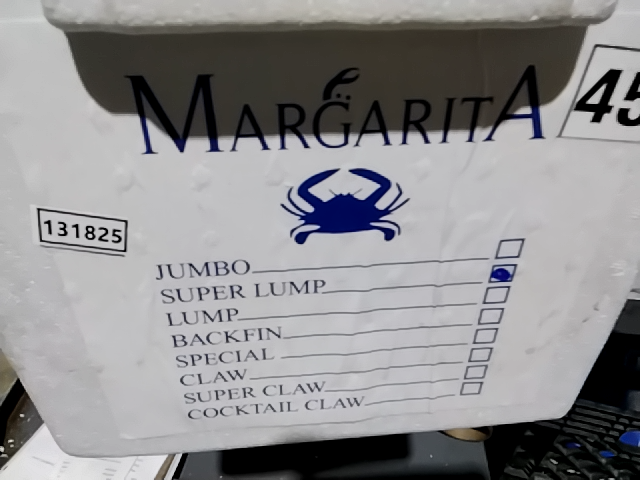 MARGARITA
45
131825
JUMBO
SUPER LUMP
LUMP
BACKFIN
SPECIAL
CLAW
SUPER CLAW
COCKTAIL CLAW